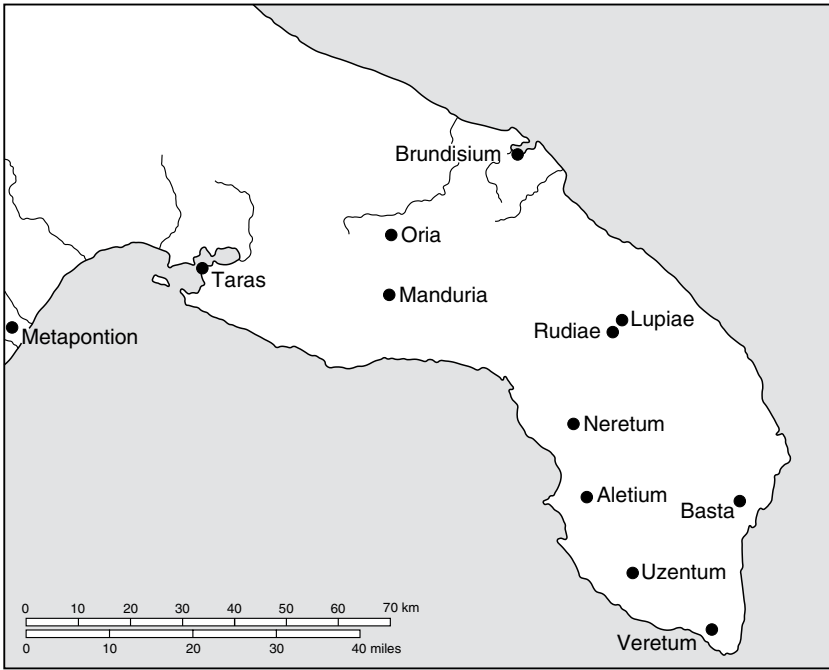 Brundisium
Oria
Taras
Manduria
Metapontion
Lupiae
Rudiae
Neretum
Aletium
Basta
Uzentum
Veretum
0 10 20 30 40 50 60 70 km
0 10 20 30 40 miles